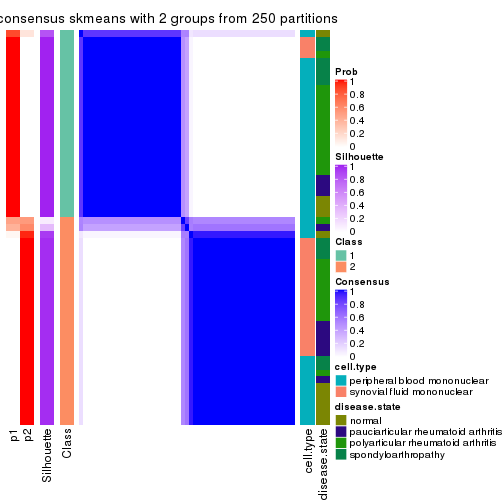 consensus skmeans with 2 groups from 250 partitions
Prob
1
0.8
0.6
0.4
0.2
0
Silhouette
1
0.8
0.6
0.4
0.2
0
Class
1
2
Consensus
1
0.8
0.6
0.4
0.2
0
cell.type
peripheral blood mononuclear
synovial fluid mononuclear
disease.state
normal
pauciarticular rheumatoid arthritis
polyarticular rheumatoid arthritis
spondyloarthropathy
p1
p2
Silhouette
Class
cell.type
disease.state